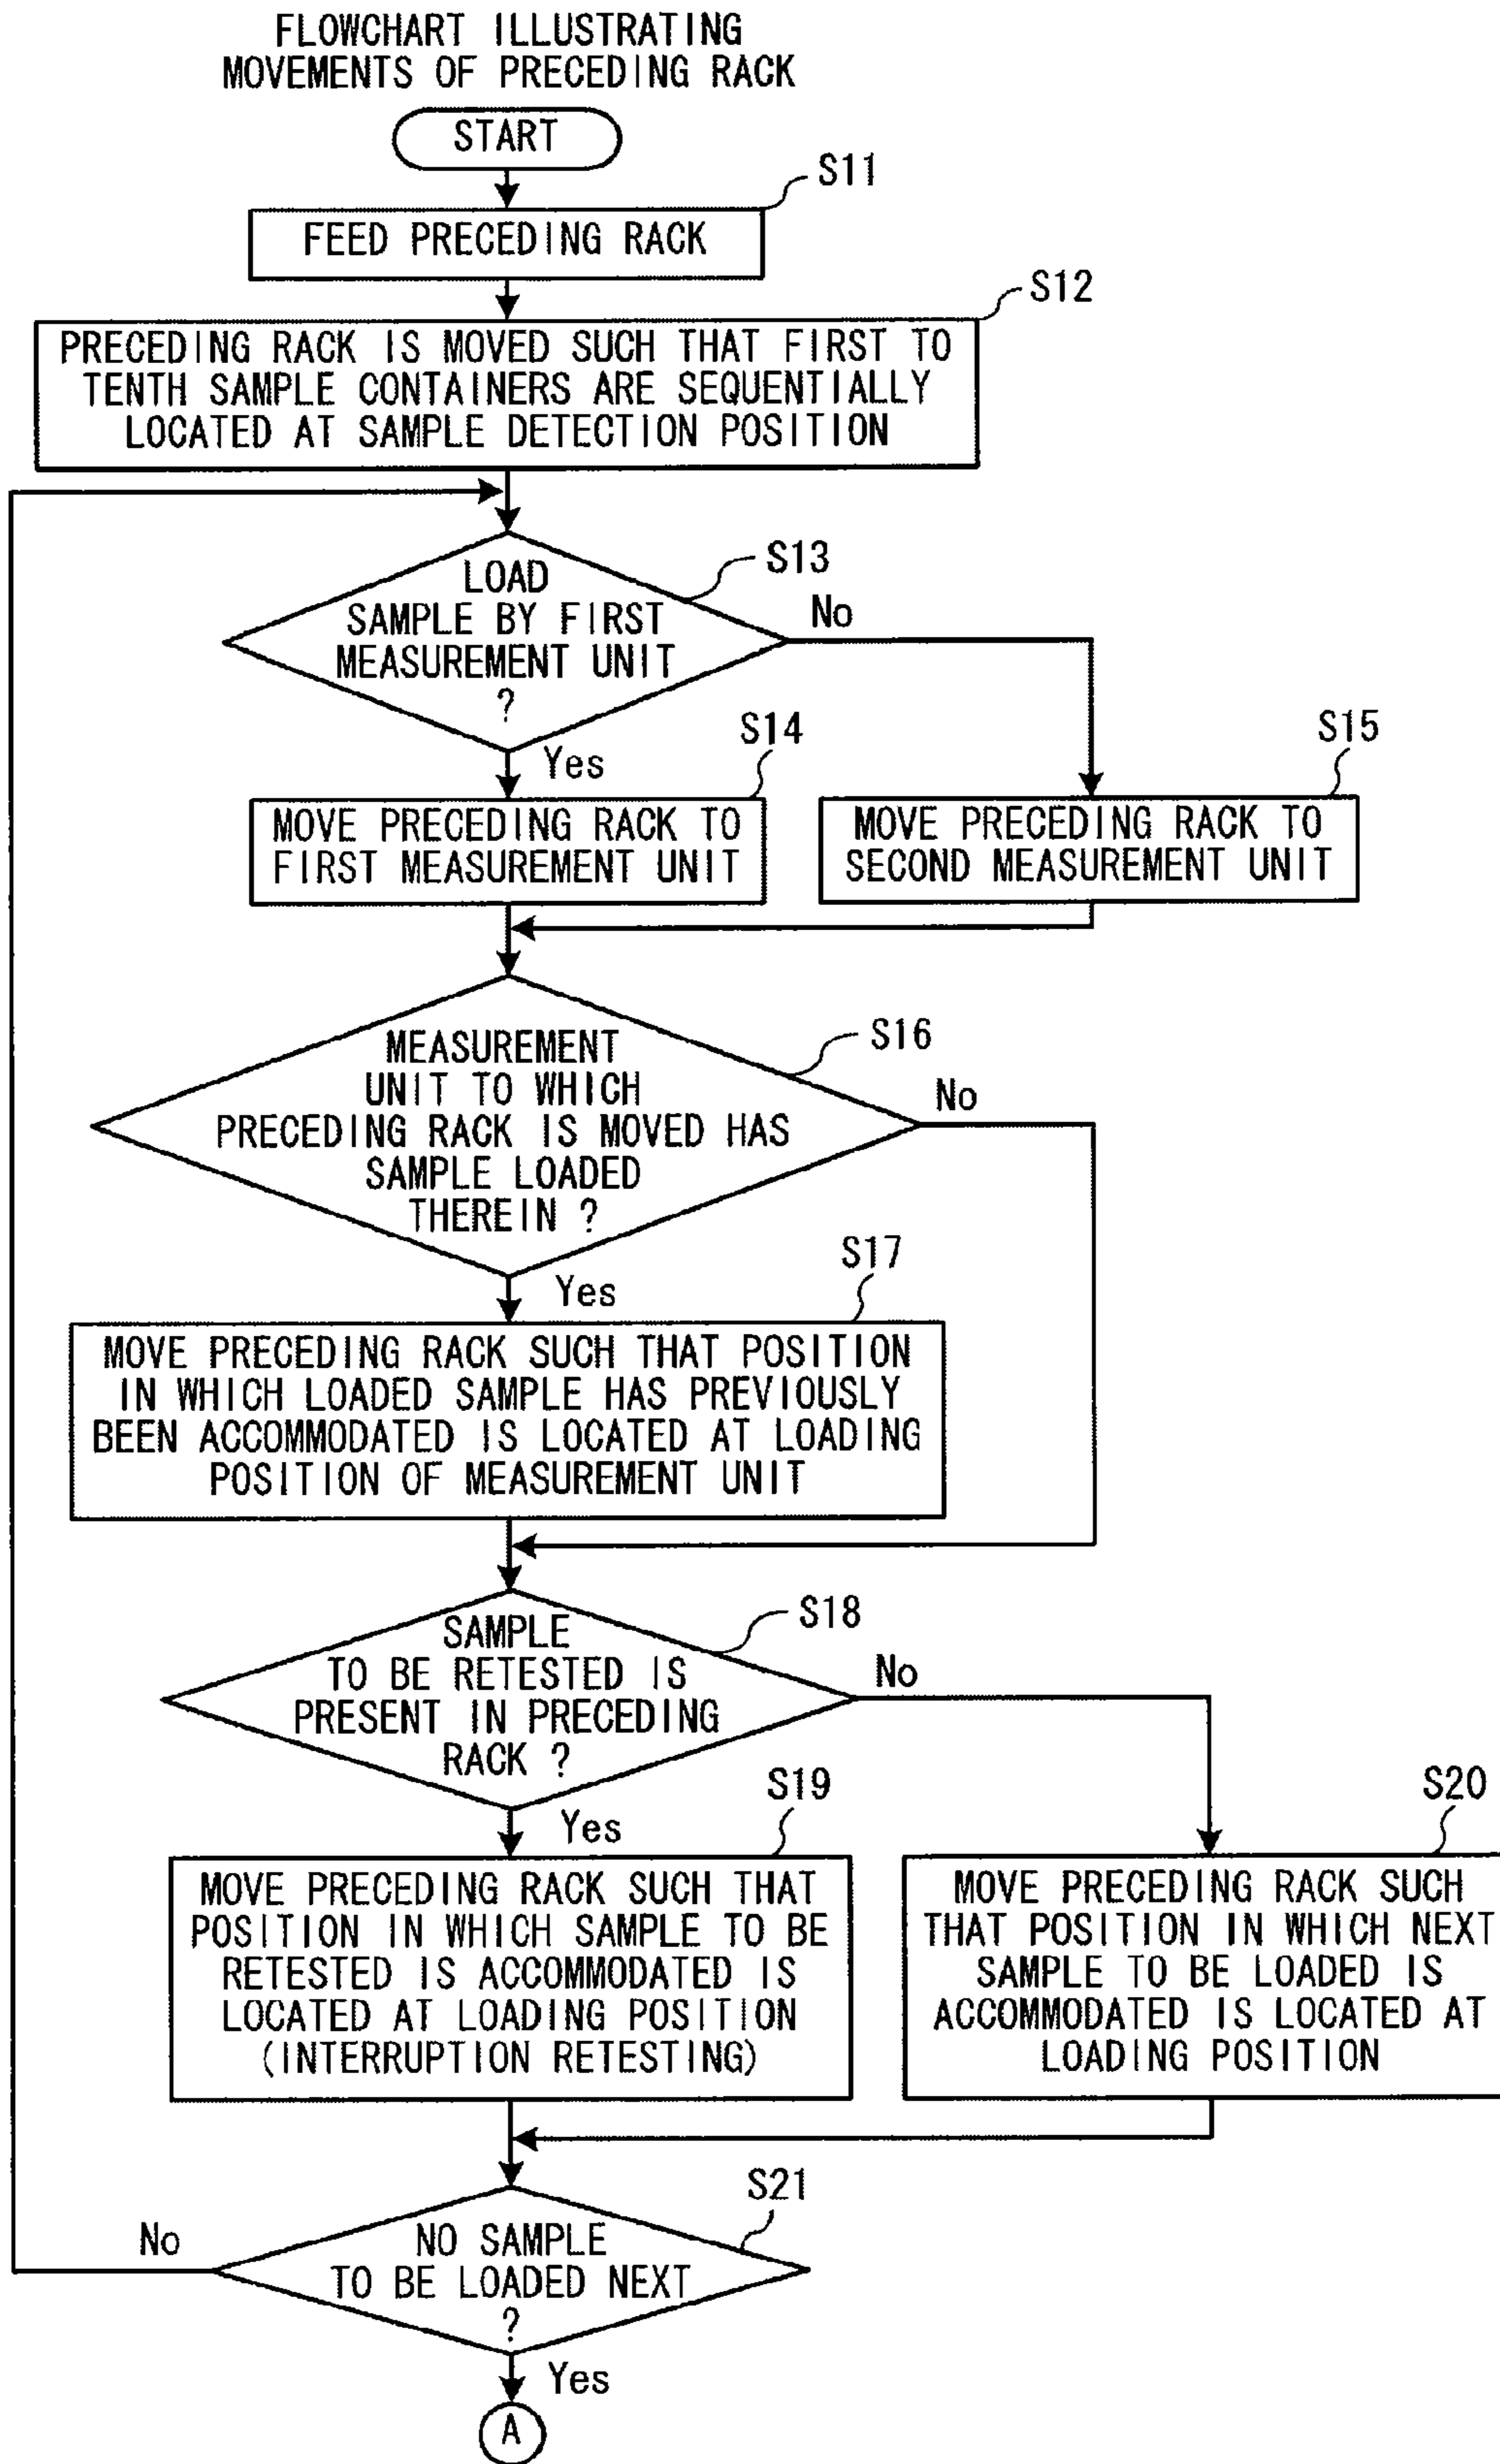 FLOWCHART ILLUSTRATING
MOVEMENTS OF PRECEDING RACK
START
S11
FEED PRECEDING RACK
S12
PRECEDING RACK IS MOVED SUCH THAT FIRST TO
TENTH SAMPLE CONTAINERS ARE SEQUENTIALLY
LOCATED AT SAMPLE DETECTION POSITION
S13
LOAD
SAMPLE BY FIRST
MEASUREMENT UNIT
?
No
Yes
S14
MOVE PRECEDING RACK TO
FIRST MEASUREMENT UNIT
S15
MOVE PRECEDING RACK TO
SECOND MEASUREMENT UNIT
S16
MEASUREMENT
UNIT TO WHICH
PRECEDING RACK IS MOVED HAS
SAMPLE LOADED
THEREIN ?
No
Yes
S17
MOVE PRECEDING RACK SUCH THAT POSITION
IN WHICH LOADED SAMPLE HAS PREVIOUSLY
BEEN ACCOMMODATED IS LOCATED AT LOADING
POSITION OF MEASUREMENT UNIT
S18
SAMPLE
TO BE RETESTED IS
PRESENT IN PRECEDING
RACK ?
No
Yes
S19
MOVE PRECEDING RACK SUCH THAT
POSITION IN WHICH SAMPLE TO BE
RETESTED IS ACCOMMODATED IS
LOCATED AT LOADING POSITION
(INTERRUPTION RETESTING)
S20
MOVE PRECEDING RACK SUCH
THAT POSITION IN WHICH NEXT
SAMPLE TO BE LOADED IS
ACCOMMODATED IS LOCATED AT
LOADING POSITION
S21
NO SAMPLE
TO BE LOADED NEXT
?
No
Yes
A